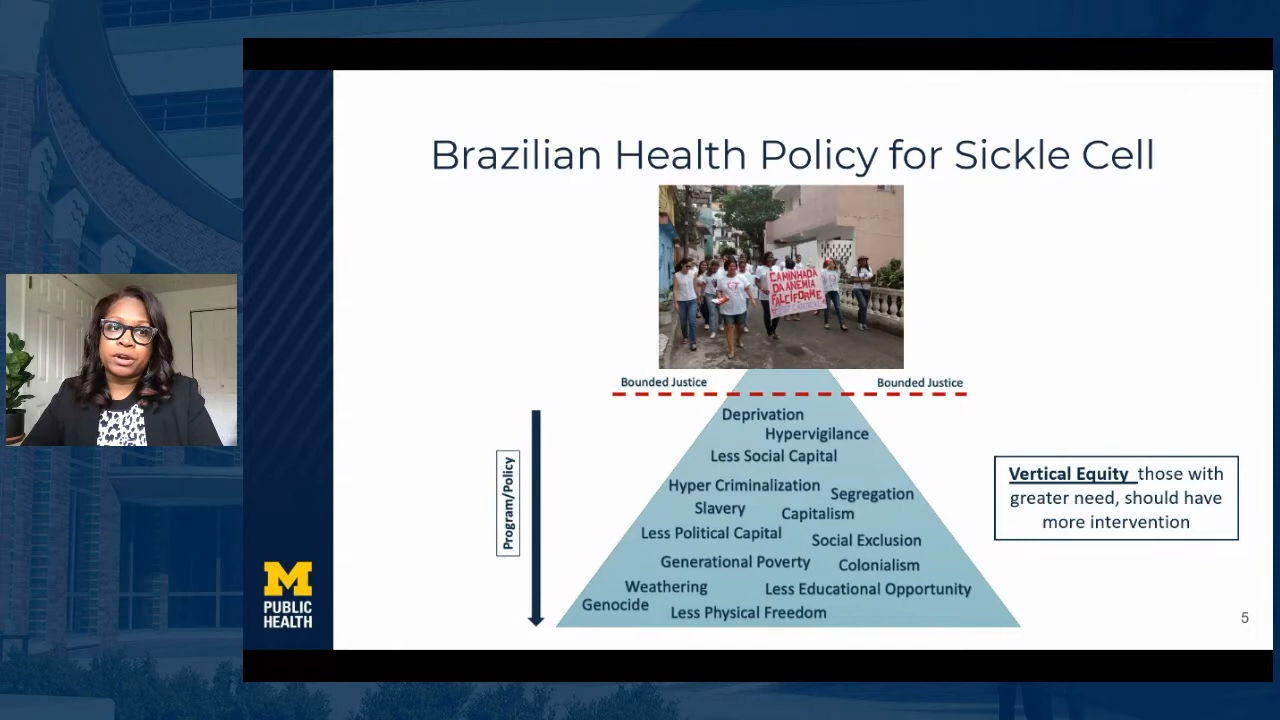 Brazilian Health Policy for Sickle Cell
CAMINHADA
DA ANEMIA
FALCIFORME
Bounded Justice
Bounded Justice
Deprivation
Hypervigilance
Less Social Capital
Hyper Criminalization
Segregation
Slavery
Capitalism
Less Political Capital
Social Exclusion
Generational Poverty
Colonialism
Weathering
Less Educational Opportunity
Genocide
Less Physical Freedom
Program/Policy
Vertical Equity those with
greater need, should have
more intervention
M
PUBLIC
HEALTH
5